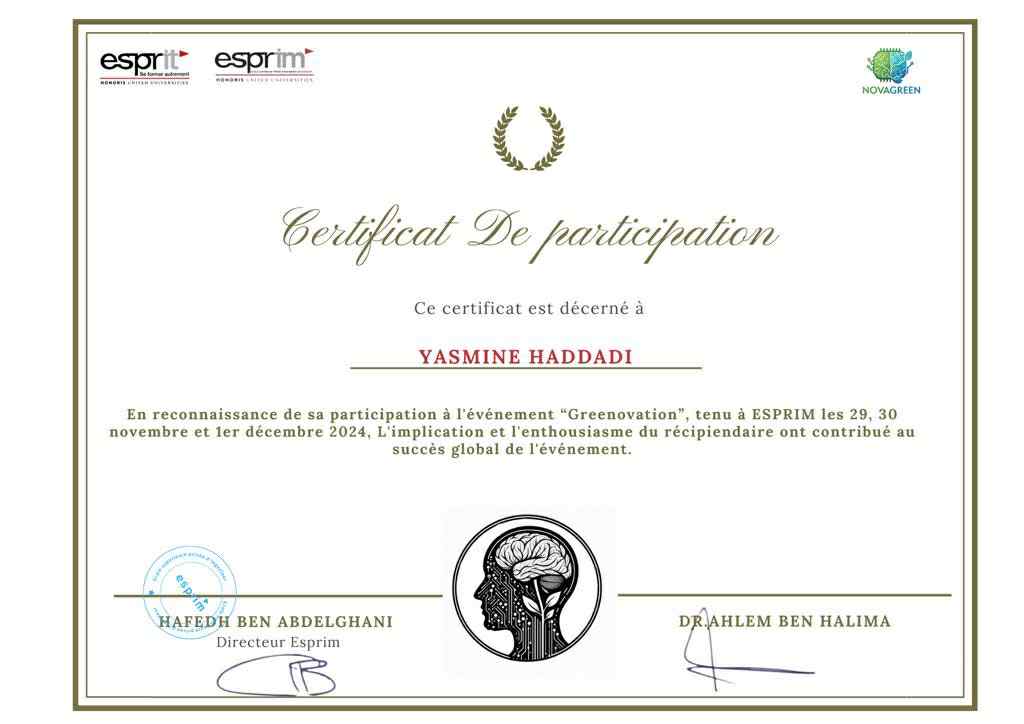 esprit
Se former autrement
HONORIS UNITED UNIVERSITIES
esprim
HONORIS UNITED UNIVERSITIES
NOVAGREEN
Certificat De participation
Ce certificat est décerné à
YASMINE HADDADI
En reconnaissance de sa participation à l'événement “Greenovation”, tenu à ESPRIM les 29, 30
novembre et 1er décembre 2024, L'implication et l'enthousiasme du récipiendaire ont contribué au
succès global de l'événement.
esprim
HAFEDH BEN ABDELGHANI
Directeur Esprim
DR.AHLEM BEN HALIMA